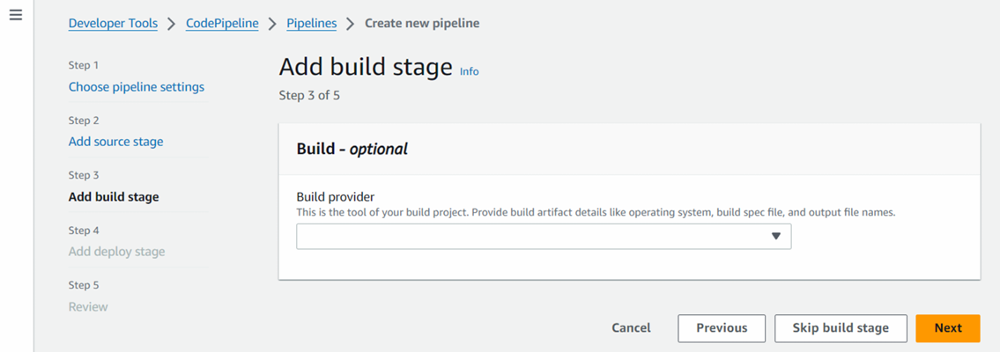 Developer Tools > CodePipeline > Pipelines > Create new pipeline
Step 1
Choose pipeline settings
Step 2
Add source stage
Step 3
Add build stage
Step 4
Add deploy stage
Step 5
Review
Add build stage Info
Step 3 of 5
Build - optional
Build provider
This is the tool of your build project. Provide build artifact details like operating system, build spec file, and output file names.
Cancel Previous Skip build stage Next